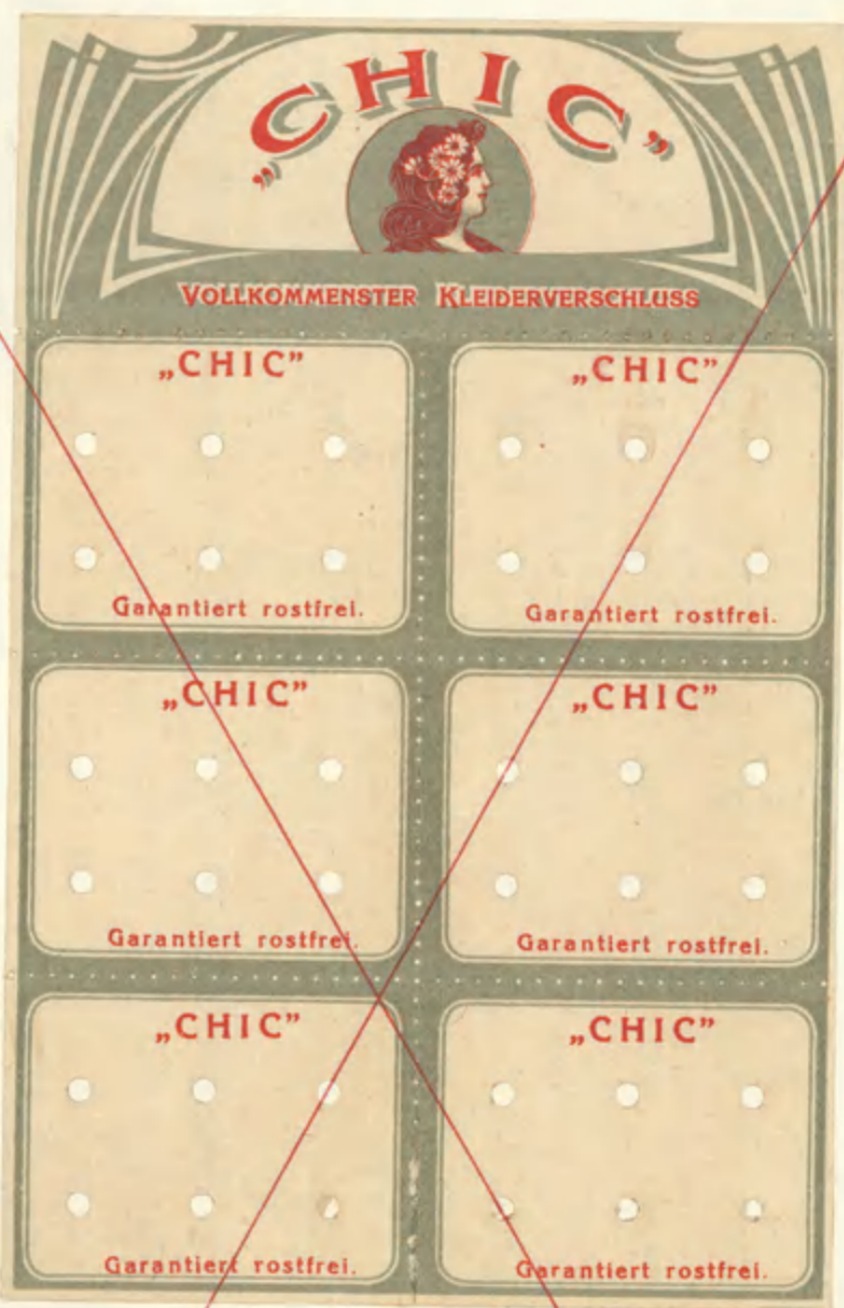 „CHIC”
VOLLKOMMENSTER KLEIDERVERSCHLUSS
„CHIC”
Garantiert rostfrei.
„CHIC”
Garantiert rostfrei.
„CHIC”
Garantiert rostfrei.
„CHIC”
Garantiert rostfrei.
„CHIC”
Garantiert rostfrei.
„CHIC”
Garantiert rostfrei.